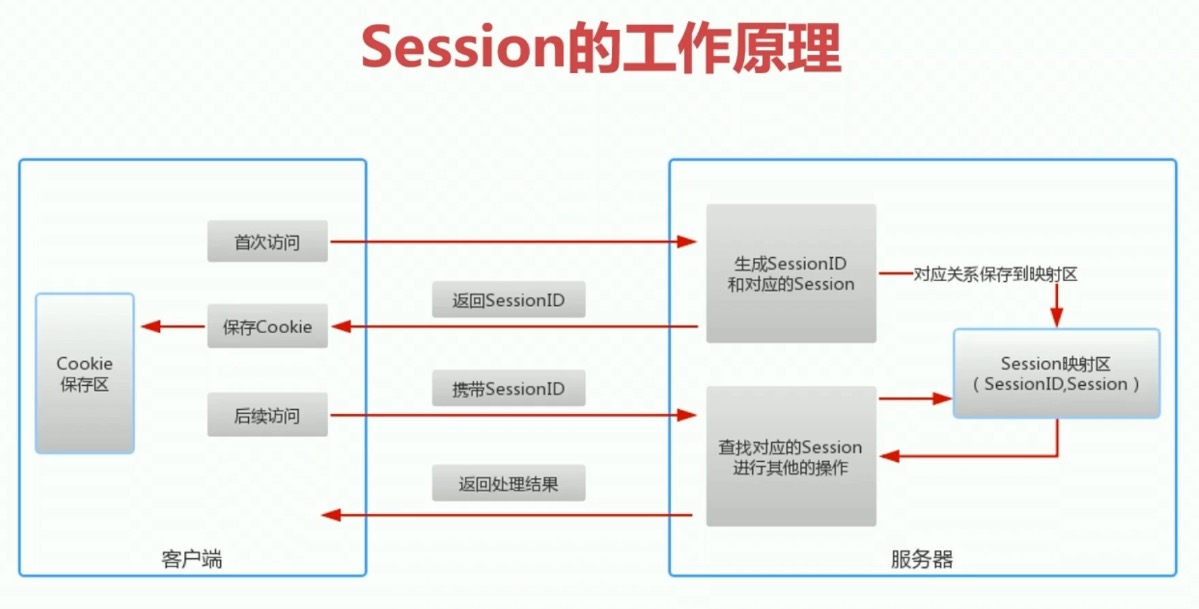 Session的工作原理
首次访问
生成SessionID
和对应的Session
对应关系保存到映射区
返回SessionID
保存Cookie
Cookie
保存区
Session映射区
（SessionID,Session）
携带SessionID
后续访问
查找对应的Session
进行其他的操作
返回处理结果
客户端
服务器